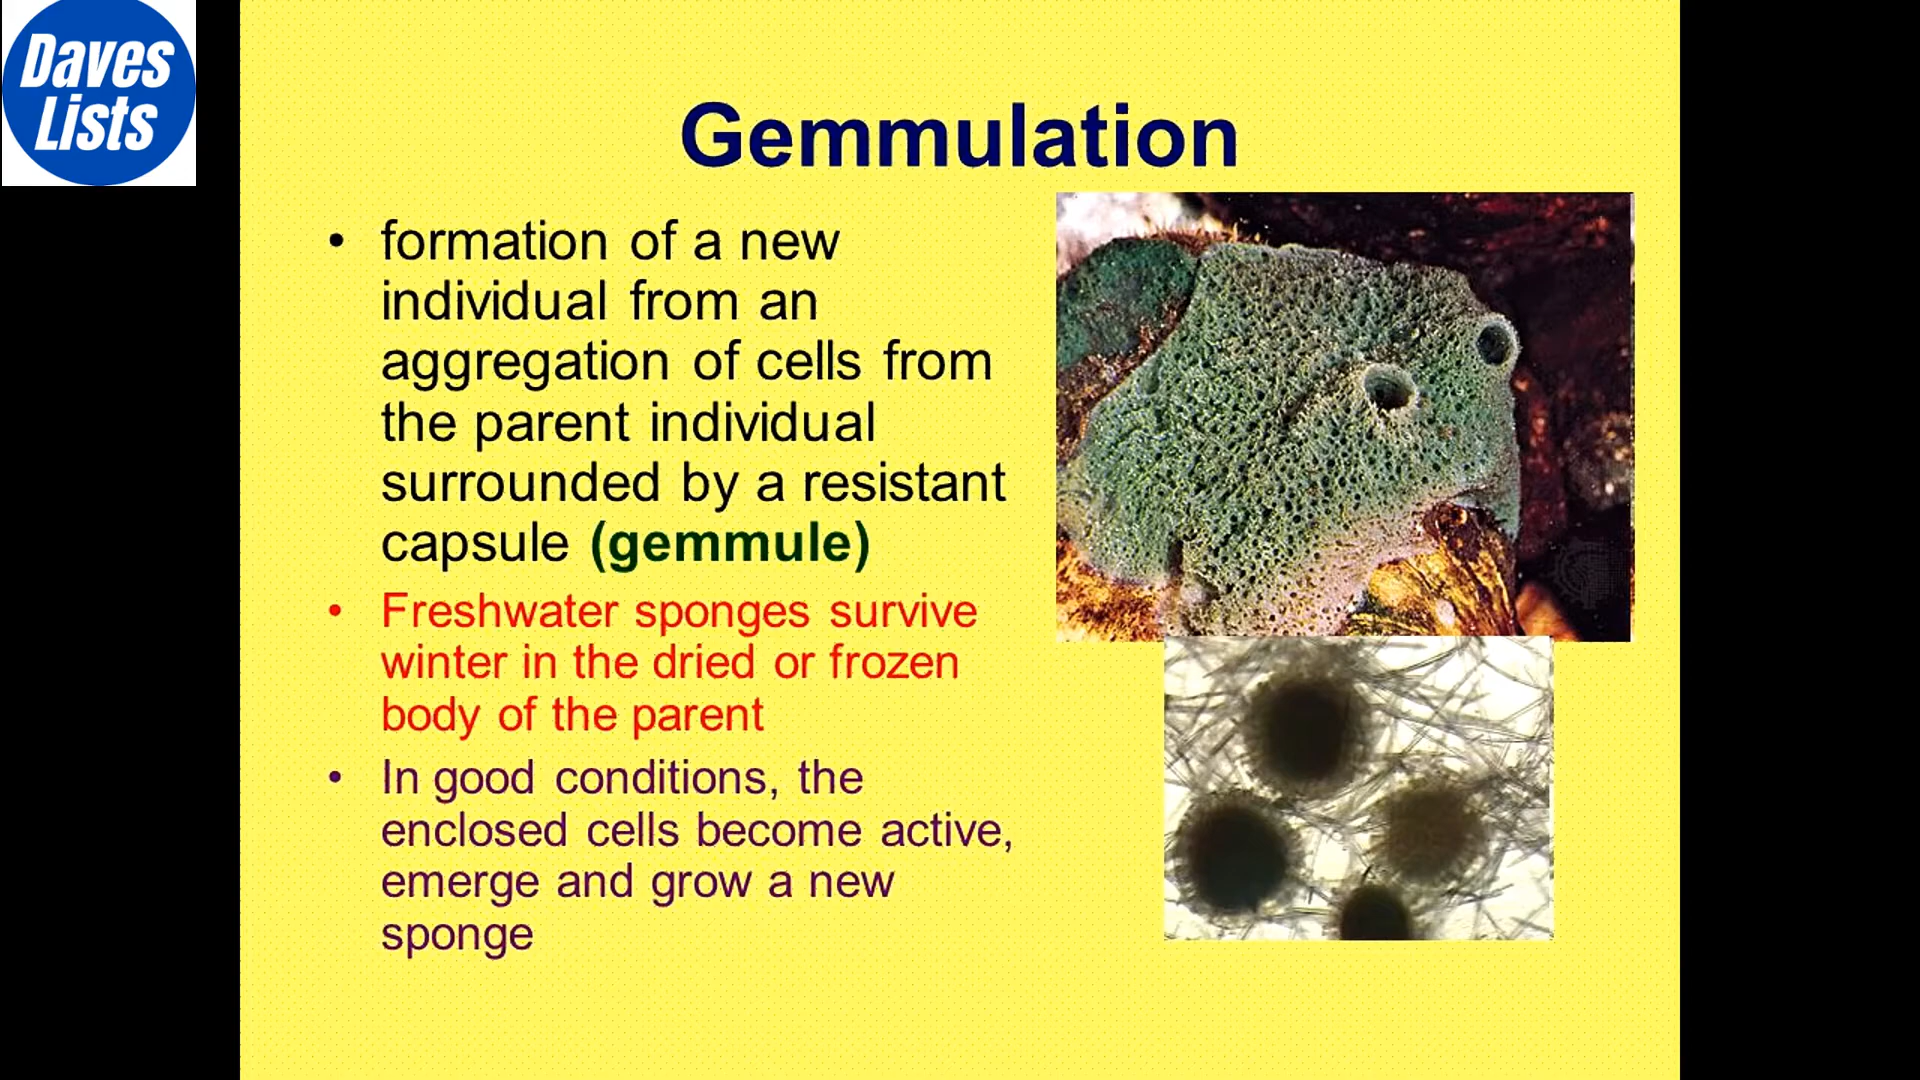 Daves
Lists
Gemmulation
• formation of a new
individual from an
aggregation of cells from
the parent individual
surrounded by a resistant
capsule (gemmule)
• Freshwater sponges survive
winter in the dried or frozen
body of the parent
• In good conditions, the
enclosed cells become active,
emerge and grow a new
sponge